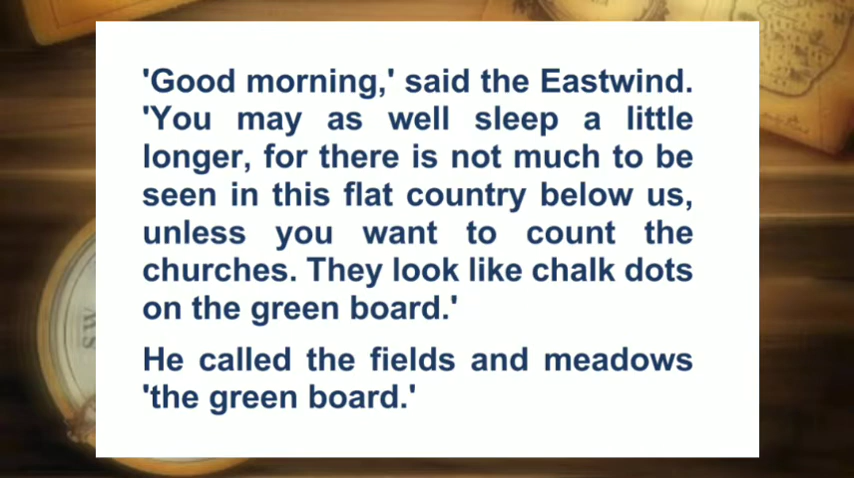 'Good morning,' said the Eastwind.
'You may as well sleep a little
longer, for there is not much to be
seen in this flat country below us,
unless you want to count the
churches. They look like chalk dots
on the green board.'
He called the fields and meadows
'the green board.'
SW